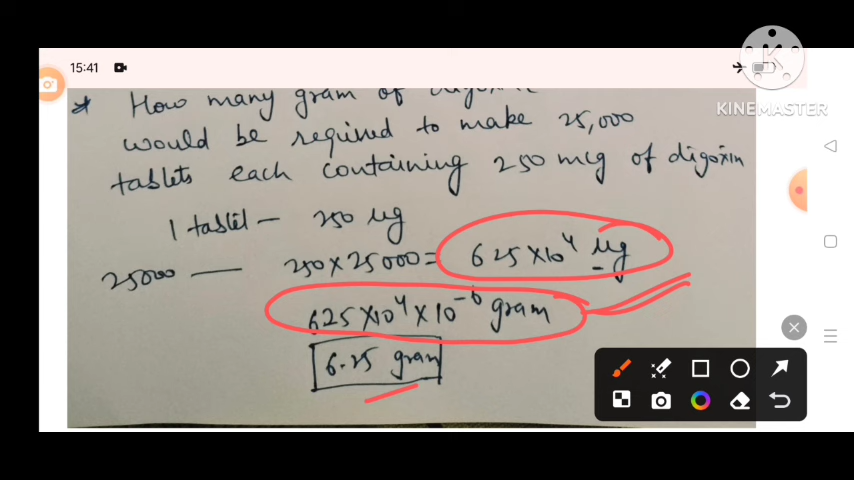 15:41
KINEMASTER
* How many gram of digoxin
would be required to make 25,000
tablets each containing 250 mcg of digoxin
1 tablet — 250 µg
25000 — 250 × 25000 = 625 × 10⁴ µg
625 × 10⁴ × 10⁻⁶ gram
6.25 gram